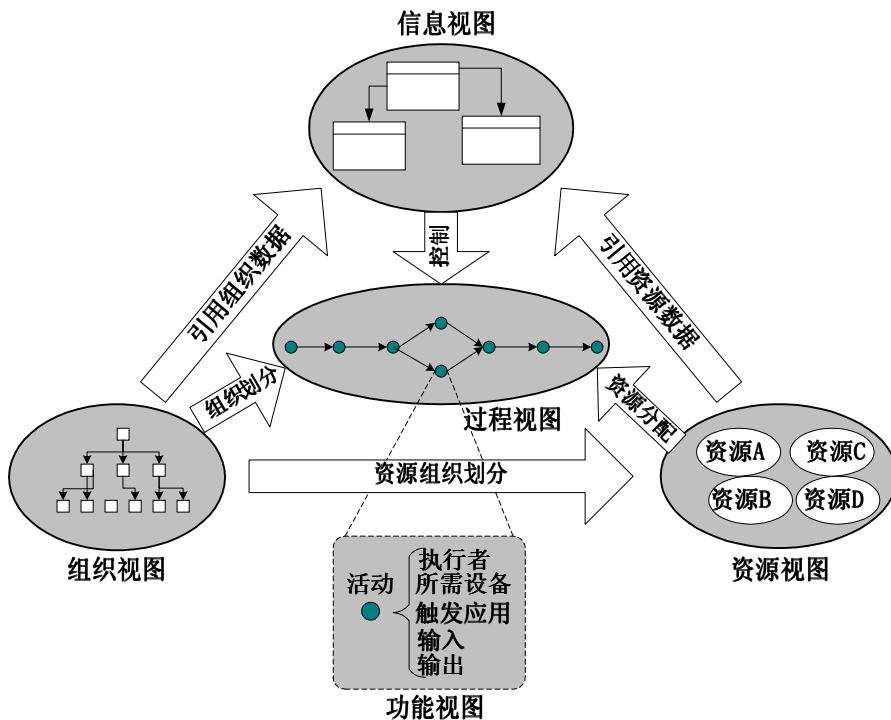 信息视图
控制
引用组织数据
引用资源数据
组织划分
过程视图
资源分配
资源组织划分
资源A
资源C
资源B
资源D
组织视图
资源视图
活动
执行者
所需设备
触发应用
输入
输出
功能视图